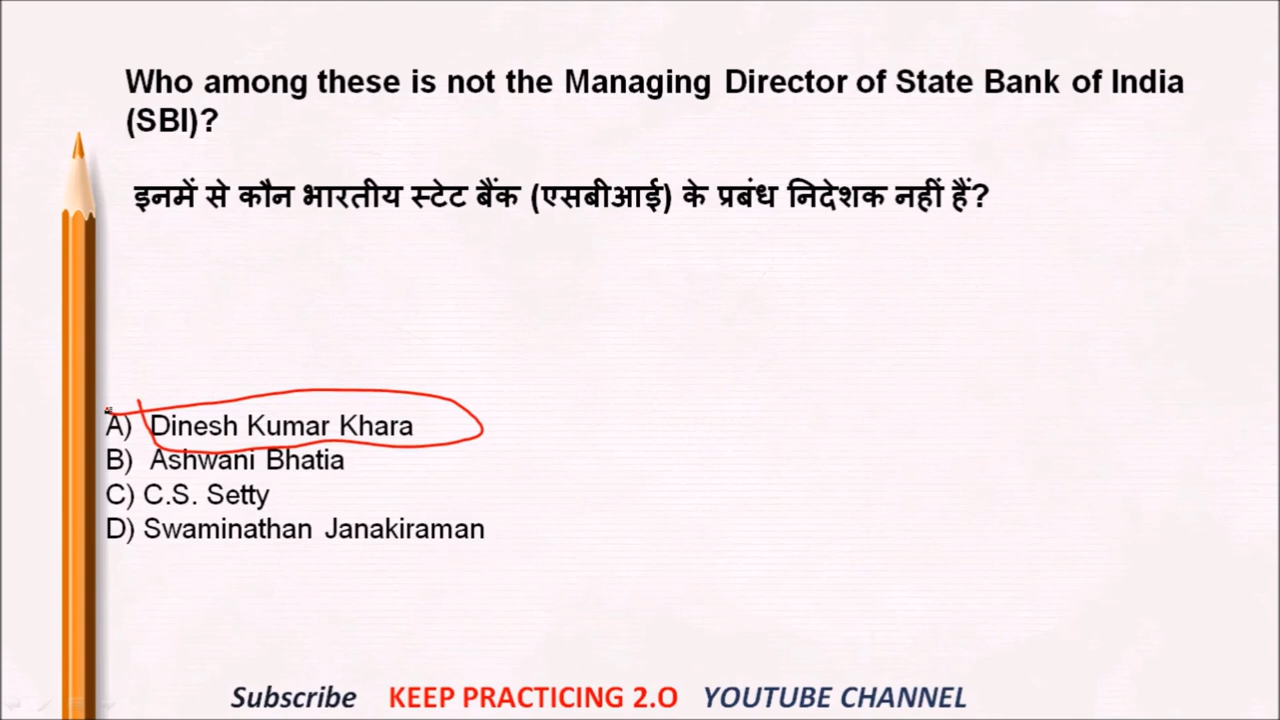 Who among these is not the Managing Director of State Bank of India
(SBI)?
इनमें से कौन भारतीय स्टेट बैंक (एसबीआई) के प्रबंध निदेशक नहीं हैं?
A) Dinesh Kumar Khara
B) Ashwani Bhatia
C) C.S. Setty
D) Swaminathan Janakiraman
Subscribe KEEP PRACTICING 2.O YOUTUBE CHANNEL